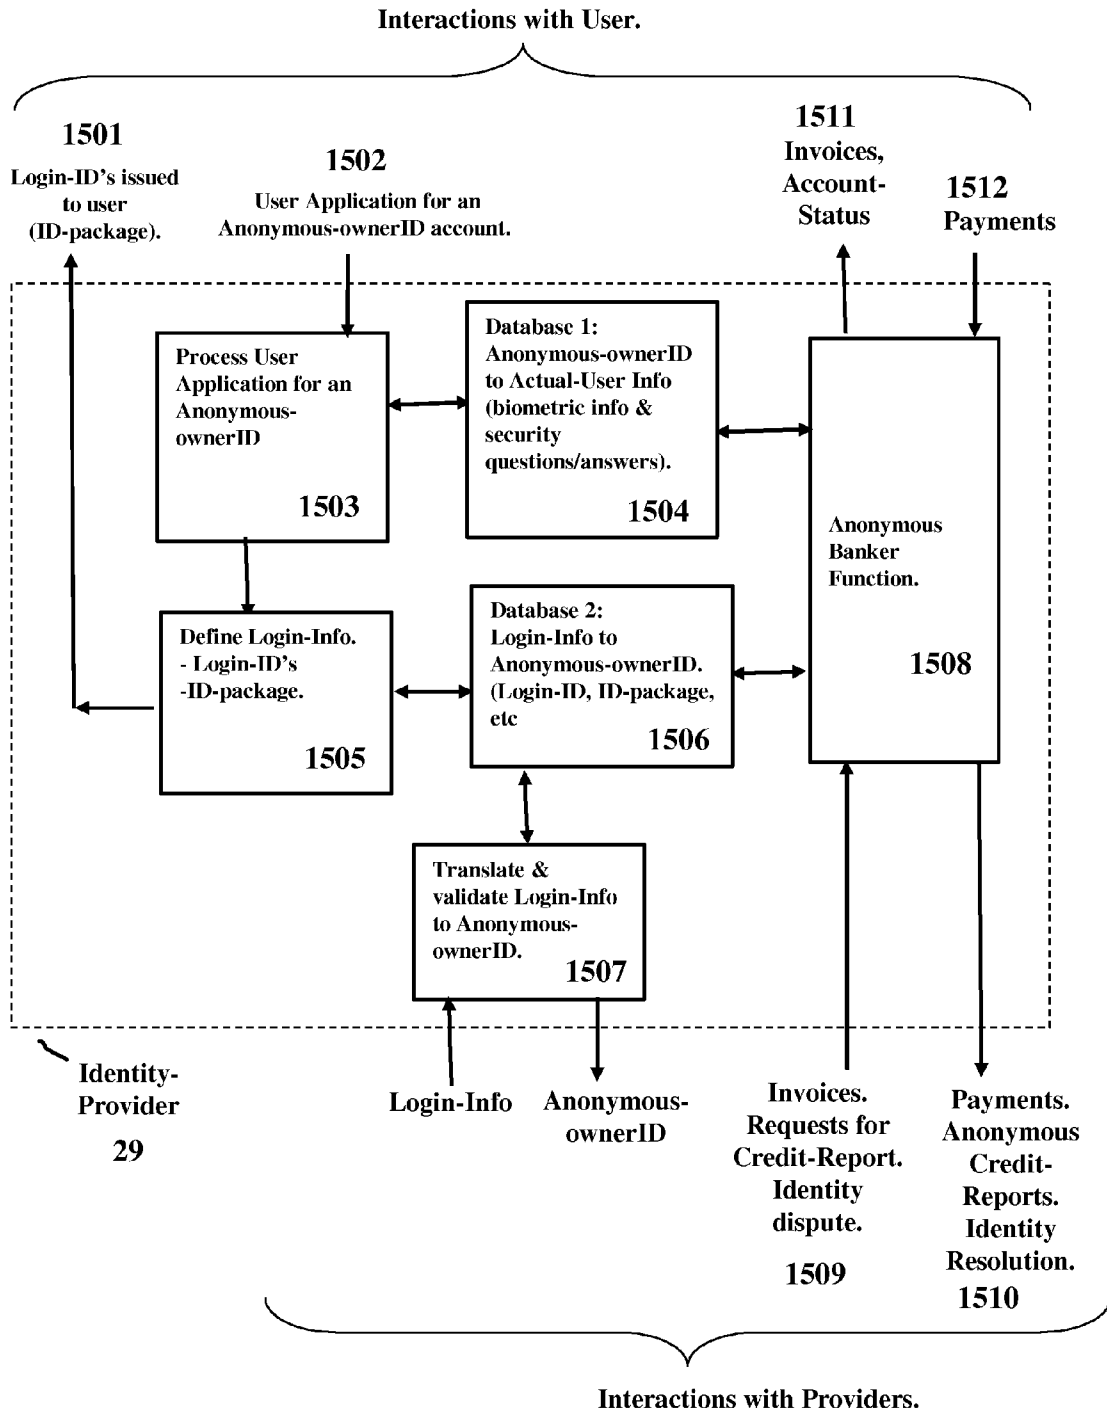 Interactions with User.
1501
Login-ID's issued
to user
(ID-package).
1502
User Application for an
Anonymous-ownerID account.
1511
Invoices,
Account-
Status
1512
Payments
Process User
Application for an
Anonymous-
ownerID
1503
Database 1:
Anonymous-ownerID
to Actual-User Info
(biometric info &
security
questions/answers).
1504
Anonymous
Banker
Function.
1508
Define Login-Info.
- Login-ID's
-ID-package.
1505
Database 2:
Login-Info to
Anonymous-ownerID.
(Login-ID, ID-package,
etc
1506
Translate &
validate Login-Info
to Anonymous-
ownerID.
1507
Identity-
Provider
29
Login-Info
Anonymous-
ownerID
Invoices.
Requests for
Credit-Report.
Identity
dispute.
1509
Payments.
Anonymous
Credit-
Reports.
Identity
Resolution.
1510
Interactions with Providers.